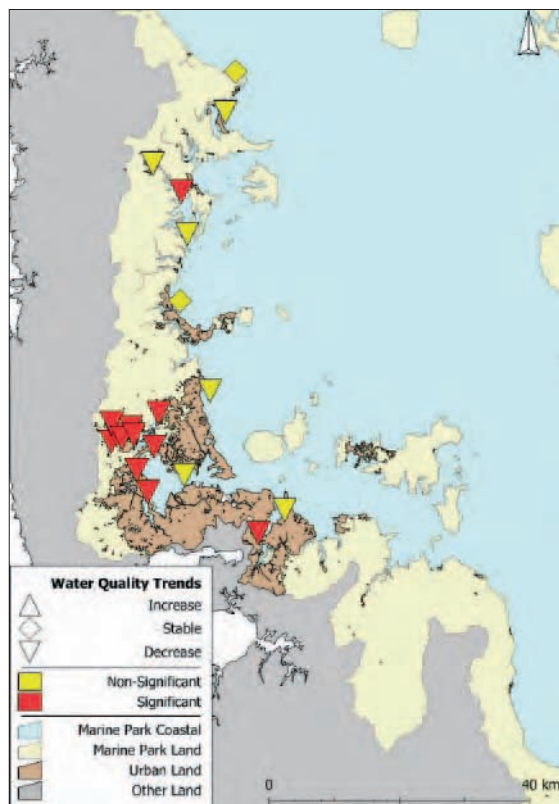 Water Quality Trends
Increase
Stable
Decrease
Non-Significant
Significant
Marine Park Coastal
Marine Park Land
Urban Land
Other Land
0 40 km